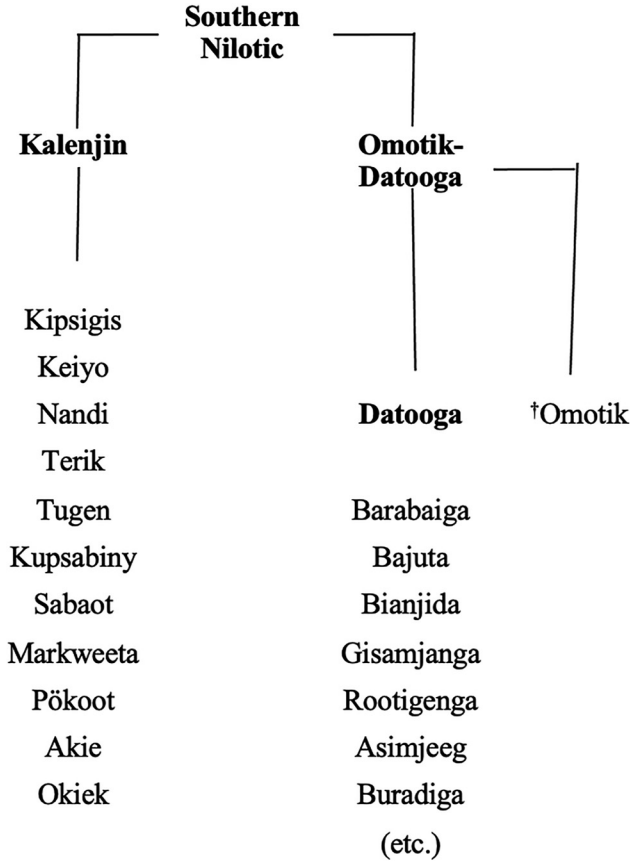 Southern
Nilotic
Kalenjin
Omotik-
Datooga
Kipsigis
Keiyo
Nandi
Terik
Tugen
Kupsabiny
Sabaot
Markweeta
Pökoot
Akie
Okiek
Datooga
†Omotik
Barabaiga
Bajuta
Bianjida
Gisamjanga
Rootigenga
Asimjeeg
Buradiga
(etc.)